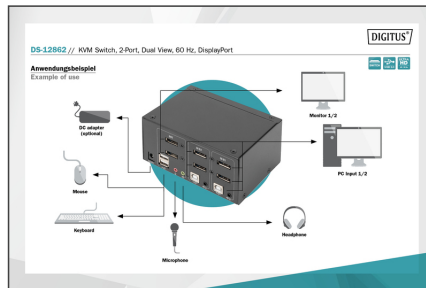 DIGITUS®
DS-12862 // KVM Switch, 2-Port, Dual View, 60 Hz, DisplayPort
Anwendungsbeispiel
Example of use
DC adapter
(optional)
Monitor 1/2
PC Input 1/2
Mouse
Keyboard
Microphone
Headphone